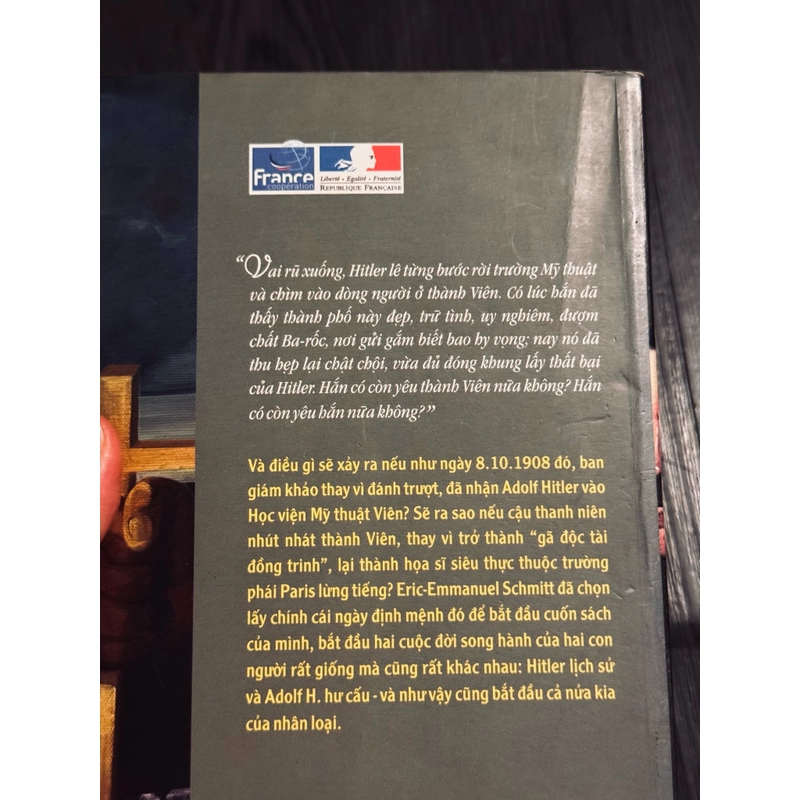 France
coopération
Liberté • Egalité • Fraternité
REPUBLIQUE FRANÇAISE
“Vai rũ xuống, Hitler lê từng bước rời trường Mỹ thuật
và chìm vào dòng người ở thành Viên. Có lúc hắn đã
thấy thành phố này đẹp, trữ tình, uy nghiêm, đượm
chất Ba-rốc, nơi gửi gắm biết bao hy vọng; nay nó đã
thu hẹp lại chật chội, vừa đủ đóng khung lấy thất bại
của Hitler. Hắn có còn yêu thành Viên nữa không? Hắn
có còn yêu hắn nữa không?”
Và điều gì sẽ xảy ra nếu như ngày 8.10.1908 đó, ban
giám khảo thay vì đánh trượt, đã nhận Adolf Hitler vào
Học viện Mỹ thuật Viên? Sẽ ra sao nếu cậu thanh niên
nhút nhát thành Viên, thay vì trở thành “gã độc tài
đồng trinh”, lại thành họa sĩ siêu thực thuộc trường
phái Paris lừng tiếng? Eric-Emmanuel Schmitt đã chọn
lấy chính cái ngày định mệnh đó để bắt đầu cuốn sách
của mình, bắt đầu hai cuộc đời song hành của hai con
người rất giống mà cũng rất khác nhau: Hitler lịch sử
và Adolf H. hư cấu - và như vậy cũng bắt đầu cả nửa kia
của nhân loại.